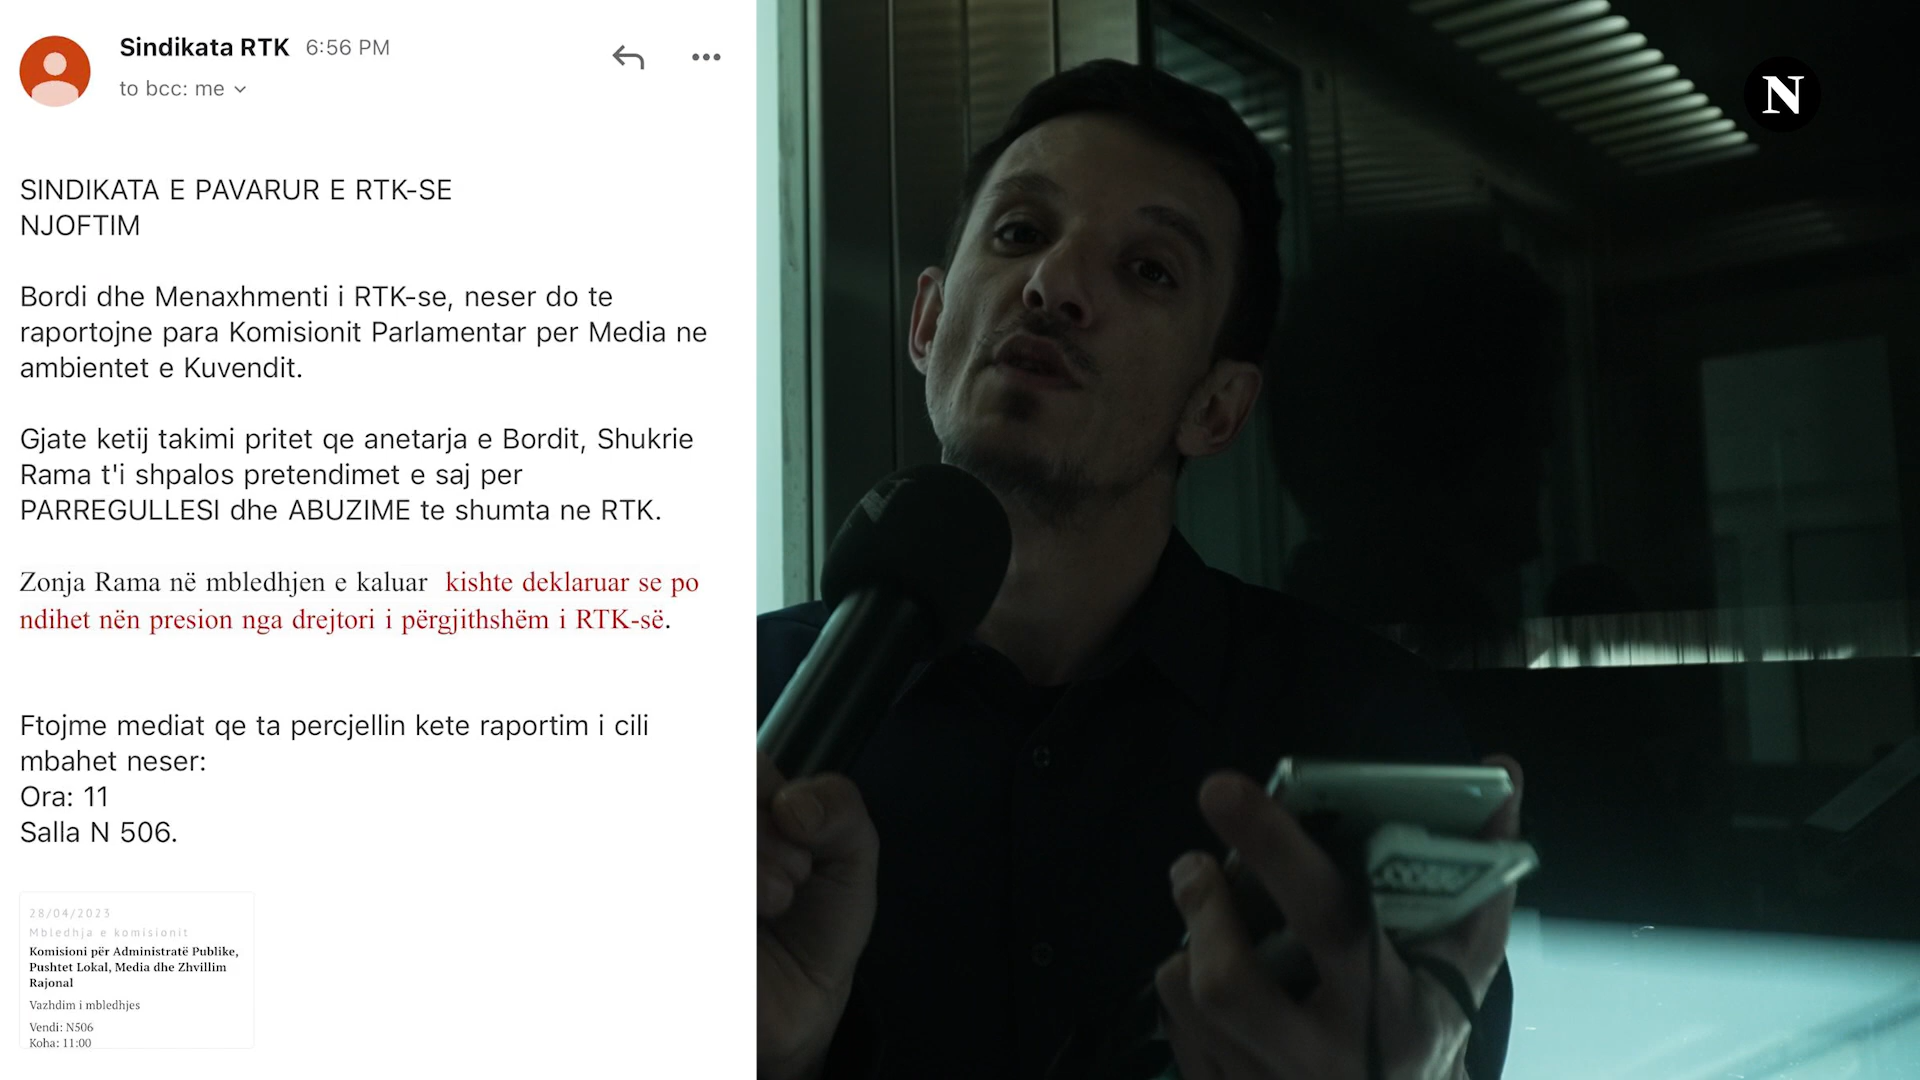 Sindikata RTK 6:56 PM
to bcc: me
SINDIKATA E PAVARUR E RTK-SE
NJOFTIM
Bordi dhe Menaxhmenti i RTK-se, neser do te
raportojne para Komisionit Parlamentar per Media ne
ambientet e Kuvendit.
Gjate ketij takimi pritet qe anetarja e Bordit, Shukrie
Rama t'i shpalos pretendimet e saj per
PARREGULLESI dhe ABUZIME te shumta ne RTK.
Zonja Rama në mbledhjen e kaluar kishte deklaruar se po
ndihet nën presion nga drejtori i përgjithshëm i RTK-së.
Ftojme mediat qe ta percjellin kete raportim i cili
mbahet neser:
Ora: 11
Salla N 506.
28/04/2023
Mbledhja e komisionit
Komisioni për Administratë Publike,
Pushtet Lokal, Media dhe Zhvillim
Rajonal
Vazhdim i mbledhjes
Vendi: N506
Koha: 11:00
N